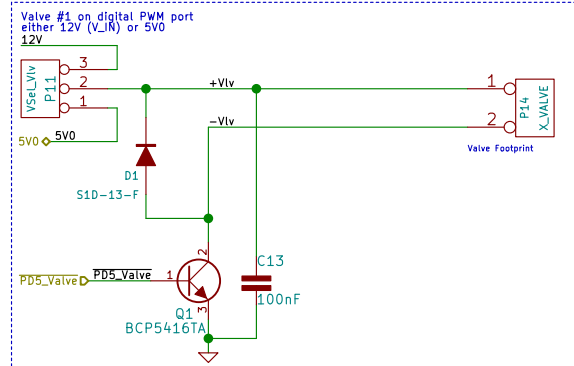 Valve #1 on digital PWM port
either 12V (V_IN) or 5V0
12V
VSel_Vlv
P11
3
2
1
+Vlv
-Vlv
1
2
P14
X_VALVE
Valve Footprint
5V0
5V0
D1
S1D-13-F
PD5_Valve
PD5_Valve
1
2
3
Q1
BCP5416TA
C13
100nF